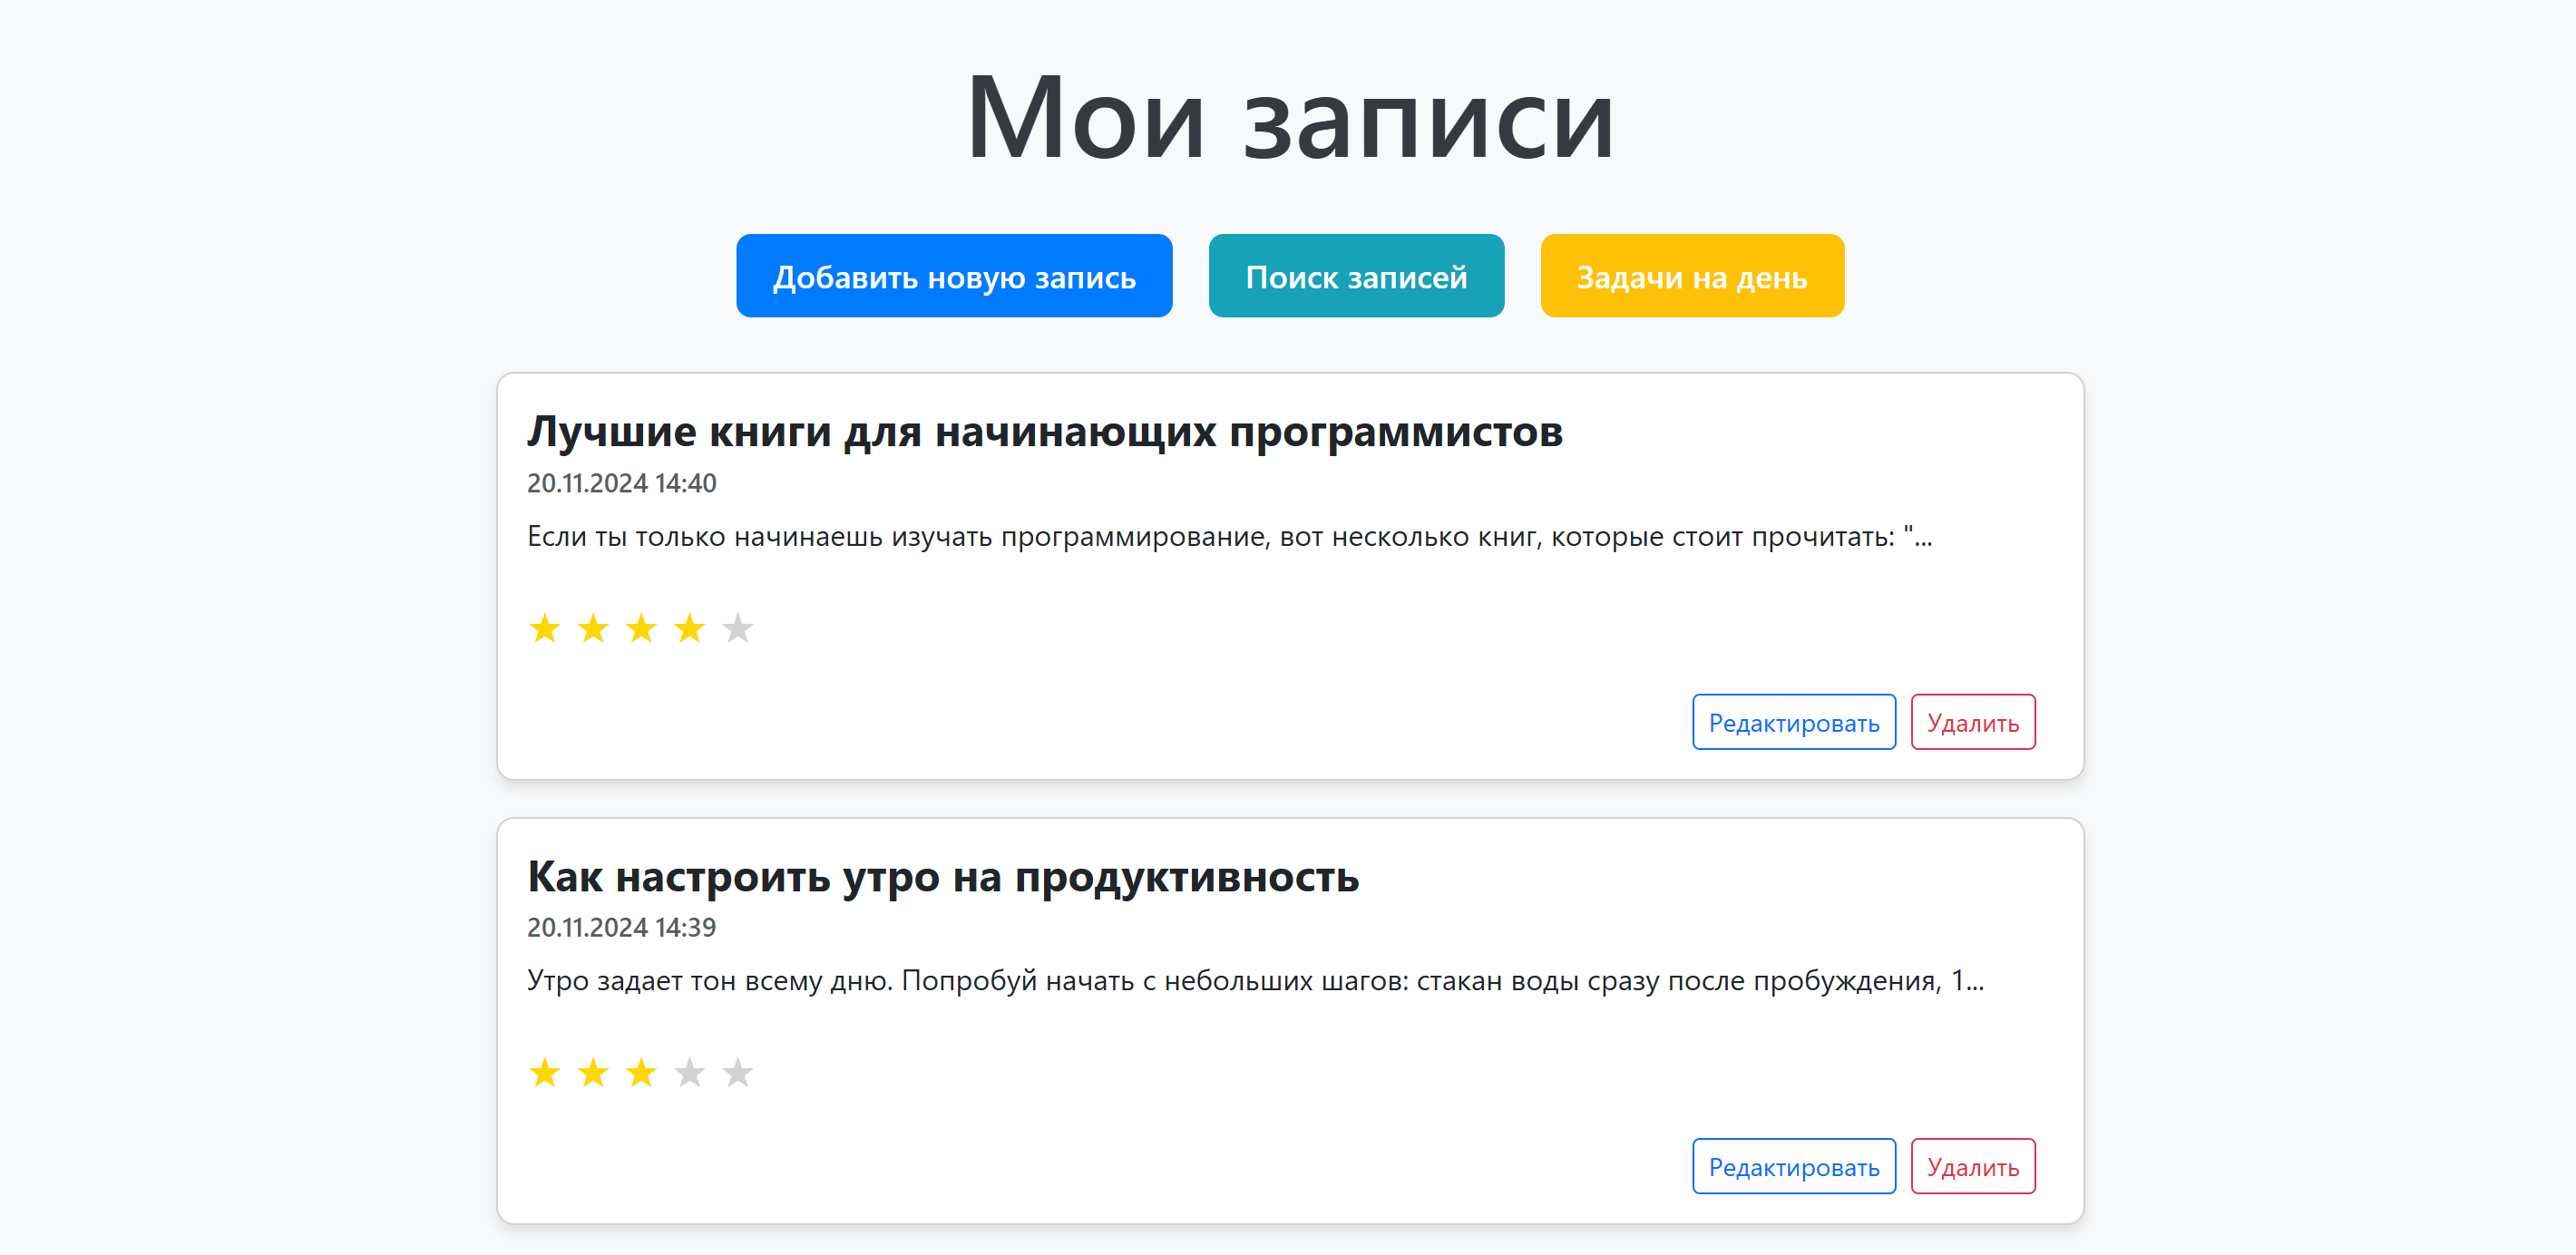 Мои записи
Добавить новую запись Поиск записей Задачи на день
Лучшие книги для начинающих программистов
20.11.2024 14:40
Если ты только начинаешь изучать программирование, вот несколько книг, которые стоит прочитать: "...
Редактировать Удалить
Как настроить утро на продуктивность
20.11.2024 14:39
Утро задает тон всему дню. Попробуй начать с небольших шагов: стакан воды сразу после пробуждения, 1...
Редактировать Удалить